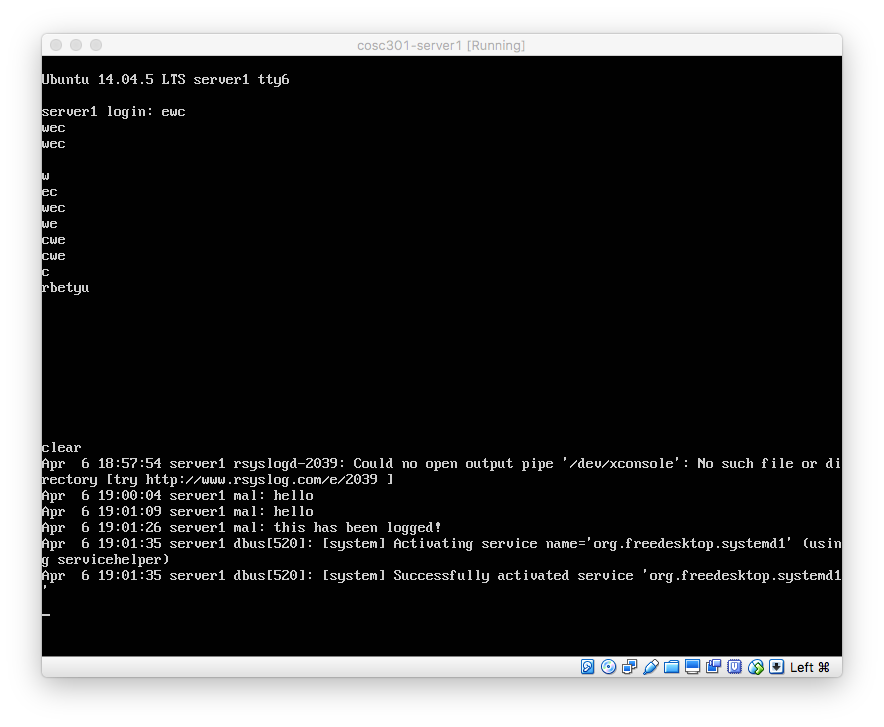 cosc301-server1 [Running]
Ubuntu 14.04.5 LTS server1 tty6
server1 login: ewc
wec
wec
w
ec
wec
we
cwe
cwe
c
rbetyu
clear
Apr  6 18:57:54 server1 rsyslogd-2039: Could no open output pipe '/dev/xconsole': No such file or di
rectory [try http://www.rsyslog.com/e/2039 ]
Apr  6 19:00:04 server1 mal: hello
Apr  6 19:01:09 server1 mal: hello
Apr  6 19:01:26 server1 mal: this has been logged!
Apr  6 19:01:35 server1 dbus[520]: [system] Activating service name='org.freedesktop.systemd1' (usin
g servicehelper)
Apr  6 19:01:35 server1 dbus[520]: [system] Successfully activated service 'org.freedesktop.systemd1
'
_
Left ⌘